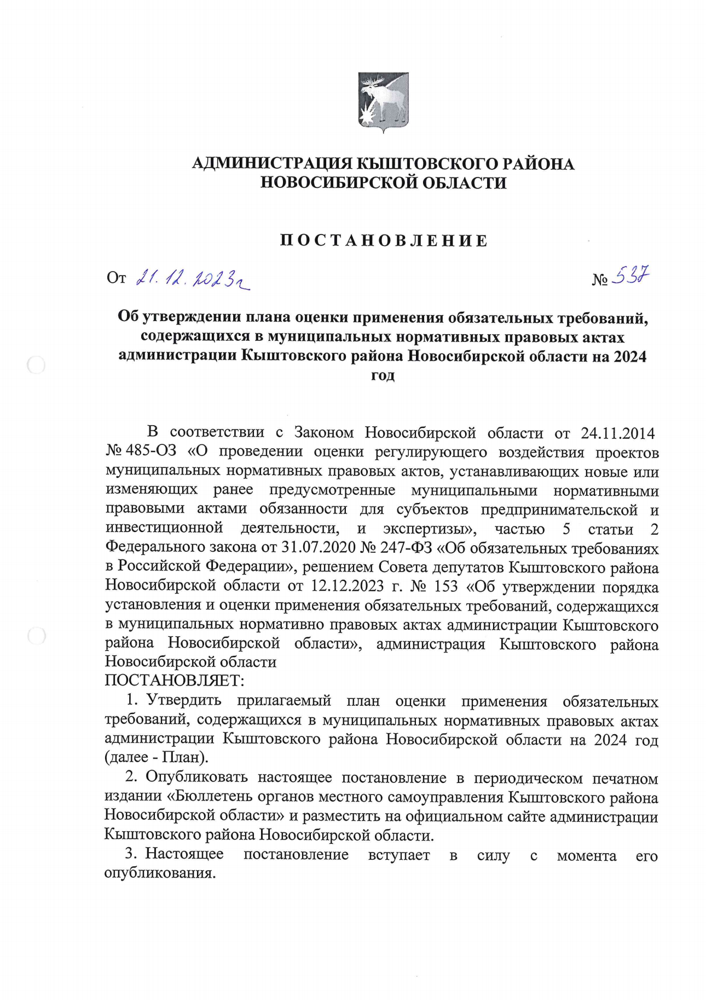 АДМИНИСТРАЦИЯ КЫШТОВСКОГО РАЙОНА
НОВОСИБИРСКОЙ ОБЛАСТИ
П О С Т А Н О В Л Е Н И Е
От 21.12.2023г № 537
Об утверждении плана оценки применения обязательных требований,
содержащихся в муниципальных нормативных правовых актах
администрации Кыштовского района Новосибирской области на 2024
год
В соответствии с Законом Новосибирской области от 24.11.2014
№ 485-ОЗ «О проведении оценки регулирующего воздействия проектов
муниципальных нормативных правовых актов, устанавливающих новые или
изменяющих ранее предусмотренные муниципальными нормативными
правовыми актами обязанности для субъектов предпринимательской и
инвестиционной деятельности, и экспертизы», частью 5 статьи 2
Федерального закона от 31.07.2020 № 247-ФЗ «Об обязательных требованиях
в Российской Федерации», решением Совета депутатов Кыштовского района
Новосибирской области от 12.12.2023 г. № 153 «Об утверждении порядка
установления и оценки применения обязательных требований, содержащихся
в муниципальных нормативно правовых актах администрации Кыштовского
района Новосибирской области», администрация Кыштовского района
Новосибирской области
ПОСТАНОВЛЯЕТ:
1. Утвердить прилагаемый план оценки применения обязательных
требований, содержащихся в муниципальных нормативных правовых актах
администрации Кыштовского района Новосибирской области на 2024 год
(далее - План).
2. Опубликовать настоящее постановление в периодическом печатном
издании «Бюллетень органов местного самоуправления Кыштовского района
Новосибирской области» и разместить на официальном сайте администрации
Кыштовского района Новосибирской области.
3. Настоящее постановление вступает в силу с момента его
опубликования.